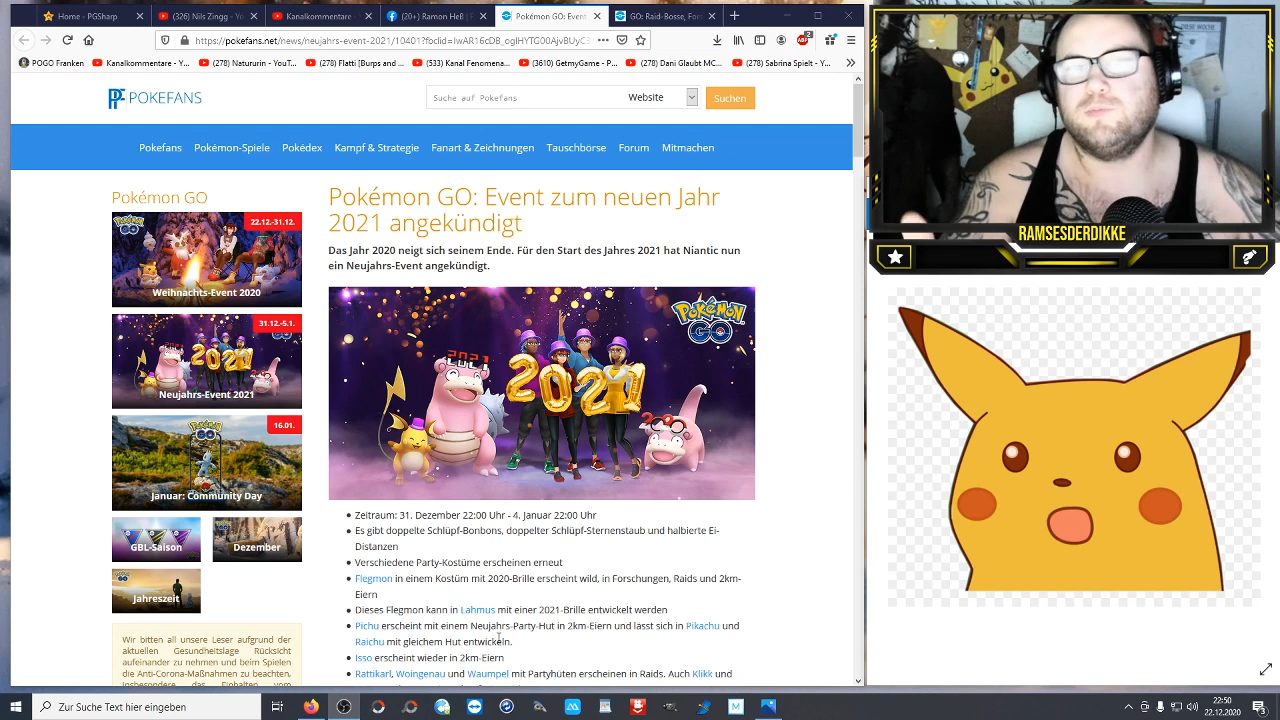 Home - PGSharp
(326) Nils Zingg - Yo
Kanalkommentare - Y
(20+) Ramon Heß |
Pokémon GO: Event
GO: Raid-Bosse, For
https://pokefans.net/news/neujahrs-event-2021/10401?fbclid=IwAR1
2
POGO Franken
Kanalkommentare - Y...
(278) Natururin - YouT...
(278) Flatti [Burps and ...
(533) Kanal Fenomena...
(3610) GetmyGame - P...
(278) Dani Glaubt MC...
(278) Sabrina Spielt - Y...
POKEFANS
Suche auf Pokefans
Website
Suchen
Pokefans Pokémon-Spiele Pokédex Kampf & Strategie Fanart & Zeichnungen Tauschbörse Forum Mitmachen
Pokémon GO
22.12.-31.12.
Weihnachts-Event 2020
31.12.-5.1.
Neujahrs-Event 2021
16.01.
Januar: Community Day
GBL-Saison
Dezember
Jahreszeit
Wir bitten all unsere Leser aufgrund der
aktuellen Gesundheitslage Rücksicht
aufeinander zu nehmen und beim Spielen
die Anti-Corona-Maßnahmen zu beachten,
insbesondere das Einhalten vom
Pokémon GO: Event zum neuen Jahr
2021 angekündigt
Das Jahr 2020 neigt sich seinem Ende. Für den Start des Jahres 2021 hat Niantic nun
ein Neujahrs-Event angekündigt.
POKÉMON
GO
2021
2021
Zeitraum: 31. Dezember 22:00 Uhr - 4. Januar 22:00 Uhr
Es gibt doppelte Schlüpf-Bonbons, doppelter Schlüpf-Sternenstaub und halbierte Ei-
Distanzen
Verschiedene Party-Kostüme erscheinen erneut
Flegmon in einem Kostüm mit 2020-Brille erscheint wild, in Forschungen, Raids und 2km-
Eiern
Dieses Flegmon kann in Lahmus mit einer 2021-Brille entwickelt werden
Pichu erscheint mit einem Neujahrs-Party-Hut in 2km-Eiern und lässt sich in Pikachu und
Raichu mit gleichem Hut entwickeln.
Isso erscheint wieder in 2km-Eiern
Rattikarl, Woingenau und Waumpel mit Partyhüten erscheinen in Raids. Auch Klikk und
RAMSESDERDIKKE
Zur Suche Text hier eingeben
22:50
22.12.2020